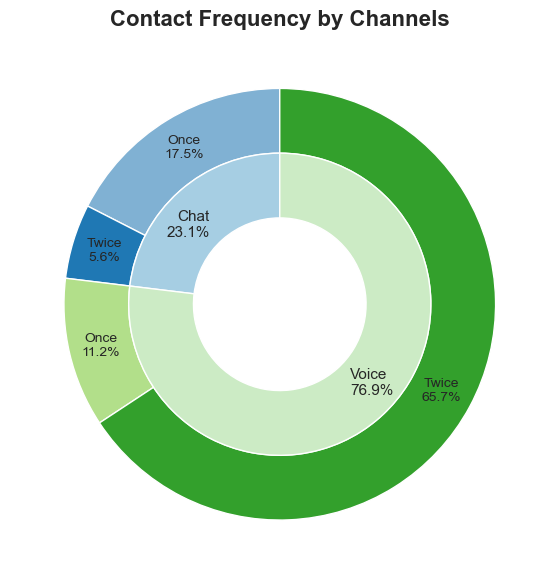 Contact Frequency by Channels
Once
17.5%
Chat
23.1%
Twice
5.6%
Once
11.2%
Voice
76.9%
Twice
65.7%